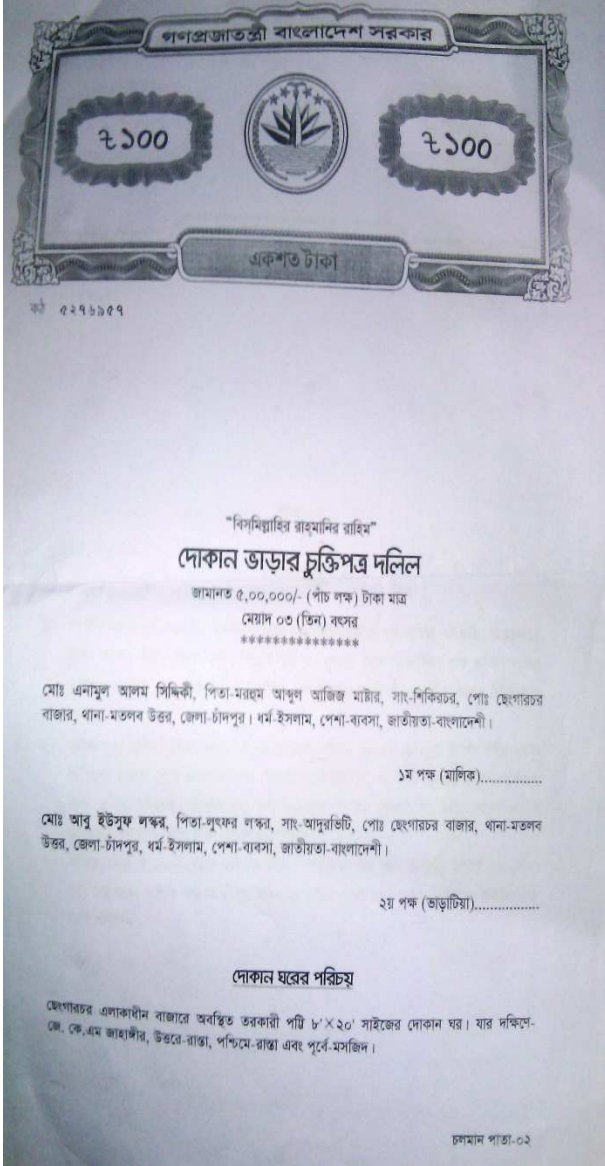 গণপ্রজাতন্ত্রী বাংলাদেশ সরকার
৳১০০
৳১০০
একশত টাকা
কঠ ৫২৭৬৯৫৭
"বিস্‌মিল্লাহির রাহ্‌মানির রাহিম"
দোকান ভাড়ার চুক্তিপত্র দলিল
জামানত ৫,০০,০০০/- (পাঁচ লক্ষ) টাকা মাত্র
মেয়াদ ০৩ (তিন) বৎসর
***************
মোঃ এনামুল আলম সিদ্দিকী, পিতা-মরহুম আব্দুল আজিজ মাষ্টার, সাং-শিকিরচর, পোঃ ছেংগারচর
বাজার, থানা-মতলব উত্তর, জেলা-চাঁদপুর। ধর্ম-ইসলাম, পেশা-ব্যবসা, জাতীয়তা-বাংলাদেশী।
১ম পক্ষ (মালিক)...............
মোঃ আবু ইউসুফ লস্কর, পিতা-লুৎফর লস্কর, সাং-আদুরভিটি, পোঃ ছেংগারচর বাজার, থানা-মতলব
উত্তর, জেলা-চাঁদপুর, ধর্ম-ইসলাম, পেশা-ব্যবসা, জাতীয়তা-বাংলাদেশী।
২য় পক্ষ (ভাড়াটিয়া)................
দোকান ঘরের পরিচয়
ছেংগারচর এলাকাধীন বাজারে অবস্থিত তরকারী পট্টি ৮'×২০' সাইজের দোকান ঘর। যার দক্ষিণে-
জে, কে,এম জাহাঙ্গীর, উত্তরে-রাস্তা, পশ্চিমে-রাস্তা এবং পূর্বে-মসজিদ।
চলমান পাতা-০২